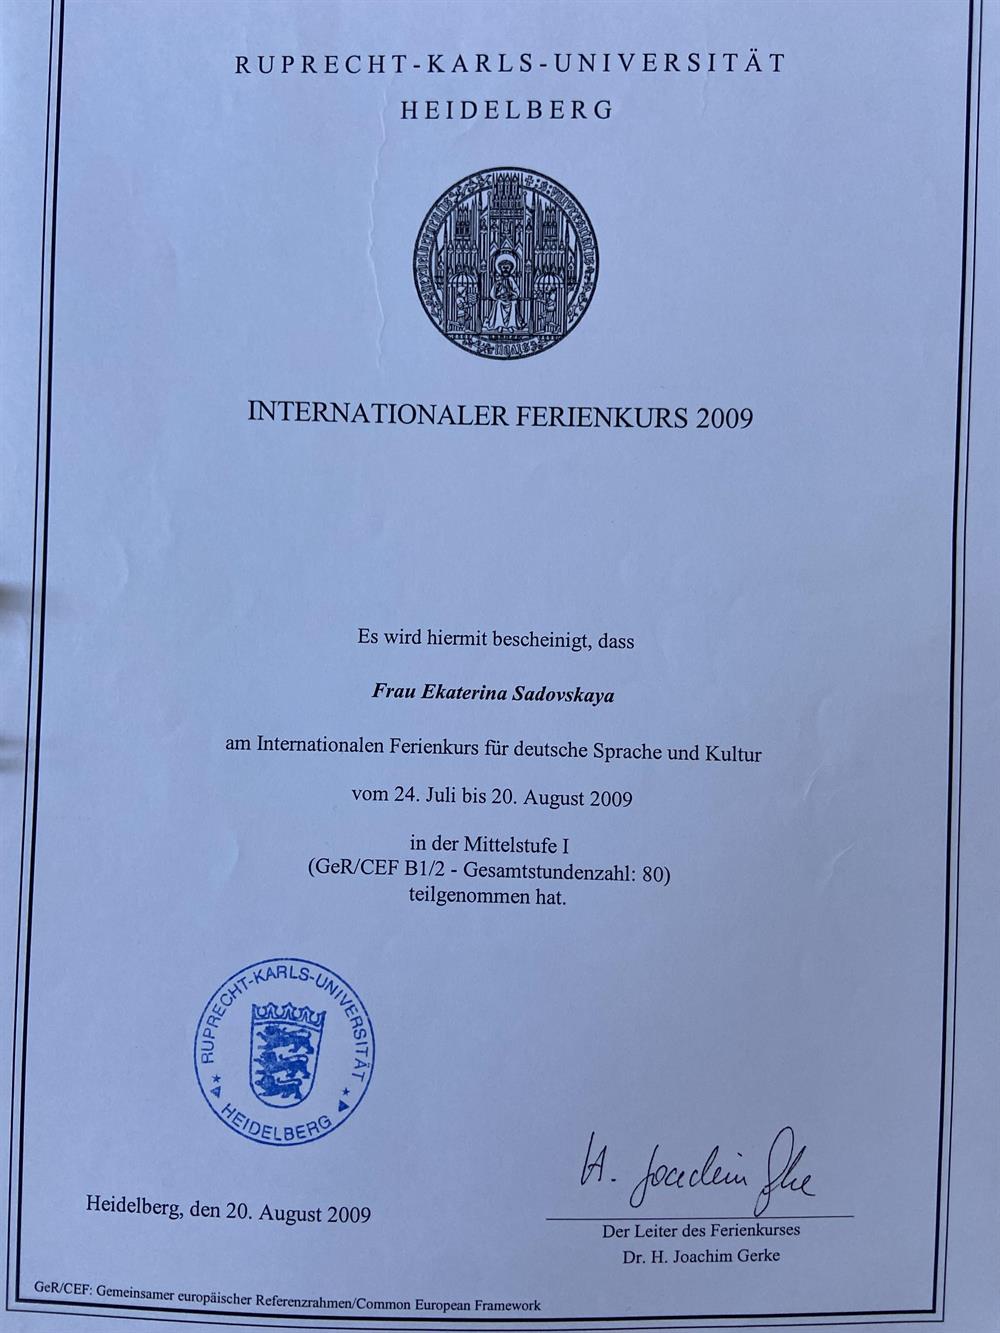 RUPRECHT-KARLS-UNIVERSITÄT
HEIDELBERG
INTERNATIONALER FERIENKURS 2009
Es wird hiermit bescheinigt, dass
Frau Ekaterina Sadovskaya
am Internationalen Ferienkurs für deutsche Sprache und Kultur
vom 24. Juli bis 20. August 2009
in der Mittelstufe I
(GeR/CEF B1/2 - Gesamtstundenzahl: 80)
teilgenommen hat.
RUPRECHT-KARLS-UNIVERSITÄT
HEIDELBERG
H. Joachim
Heidelberg, den 20. August 2009
Der Leiter des Ferienkurses
Dr. H. Joachim Gerke
GeR/CEF: Gemeinsamer europäischer Referenzrahmen/Common European Framework